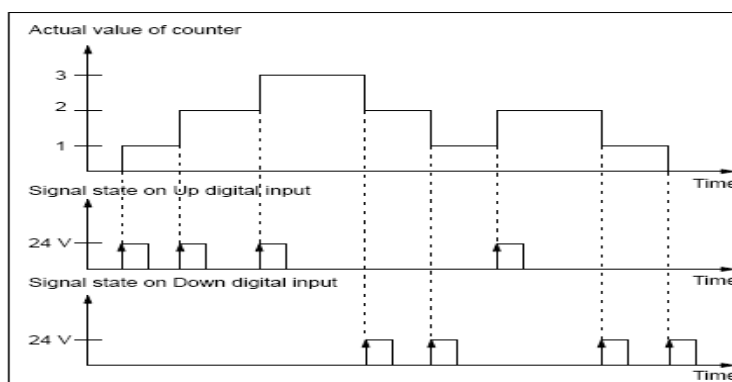 Actual value of counter
3
2
1
Time
Signal state on Up digital input
24 V
Time
Signal state on Down digital input
24 V
Time